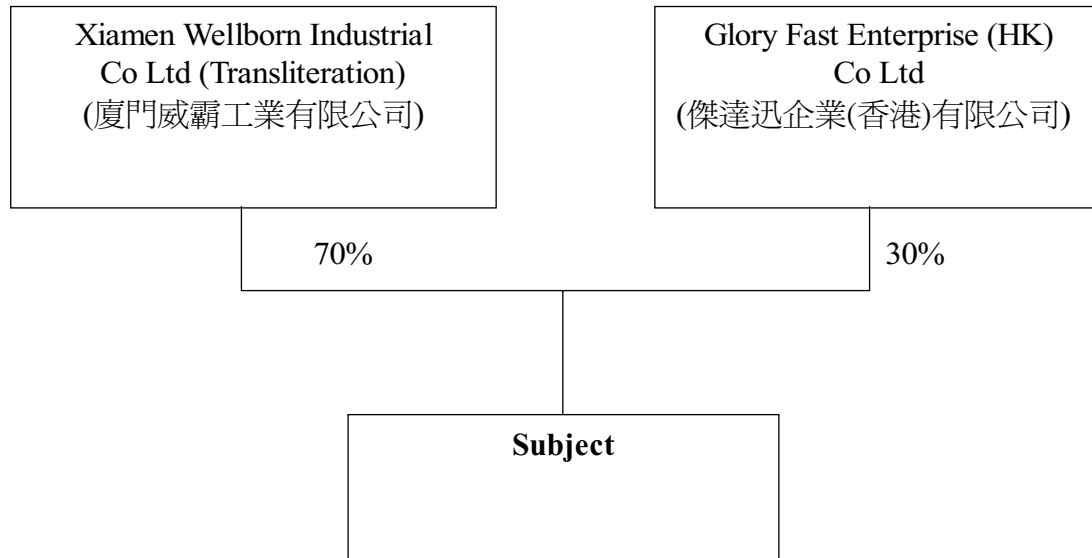 Xiamen Wellborn Industrial
Co Ltd (Transliteration)
(廈門威霸工業有限公司)
Glory Fast Enterprise (HK)
Co Ltd
(傑達迅企業(香港)有限公司)
70%
30%
Subject